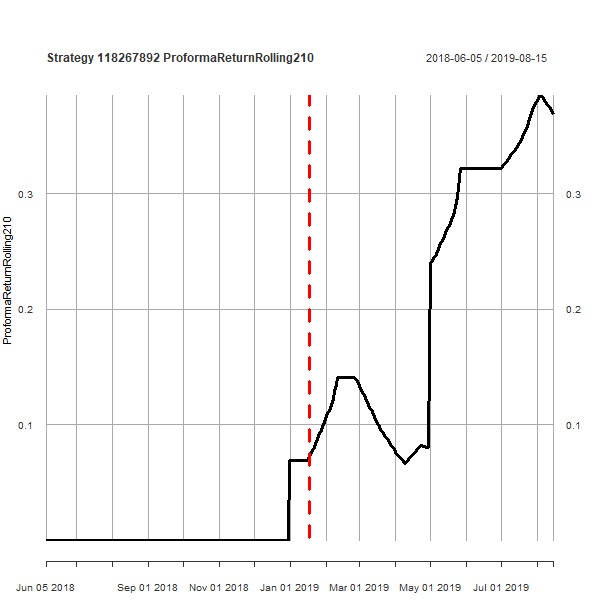 Strategy 118267892 ProformaReturnRolling210
2018-06-05 / 2019-08-15
ProformaReturnRolling210
0.3
0.3
0.2
0.2
0.1
0.1
Jun 05 2018
Sep 01 2018
Nov 01 2018
Jan 01 2019
Mar 01 2019
May 01 2019
Jul 01 2019